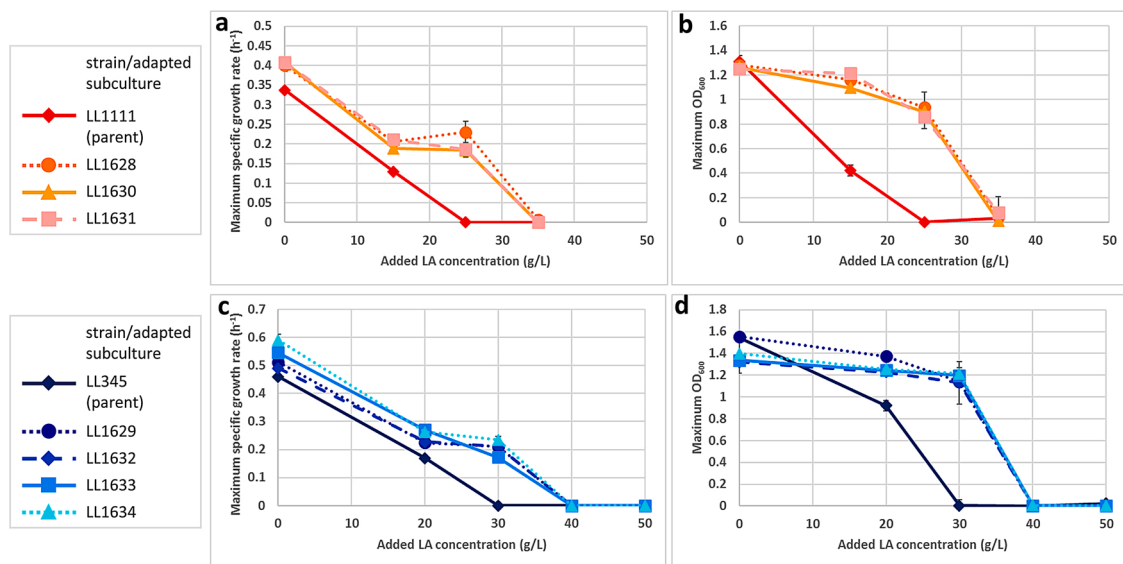 strain/adapted
subculture
LL1111
(parent)
LL1628
LL1630
LL1631
a
Maximum specific growth rate (h-1)
0.5
0.45
0.4
0.35
0.3
0.25
0.2
0.15
0.1
0.05
0
0 10 20 30 40 50
Added LA concentration (g/L)
b
Maximum OD600
1.6
1.4
1.2
1
0.8
0.6
0.4
0.2
0
0 10 20 30 40 50
Added LA concentration (g/L)
strain/adapted
subculture
LL345
(parent)
LL1629
LL1632
LL1633
LL1634
c
Maximum specific growth rate (h-1)
0.7
0.6
0.5
0.4
0.3
0.2
0.1
0
0 10 20 30 40 50
Added LA concentration (g/L)
d
Maximum OD600
1.8
1.6
1.4
1.2
1
0.8
0.6
0.4
0.2
0
0 10 20 30 40 50
Added LA concentration (g/L)